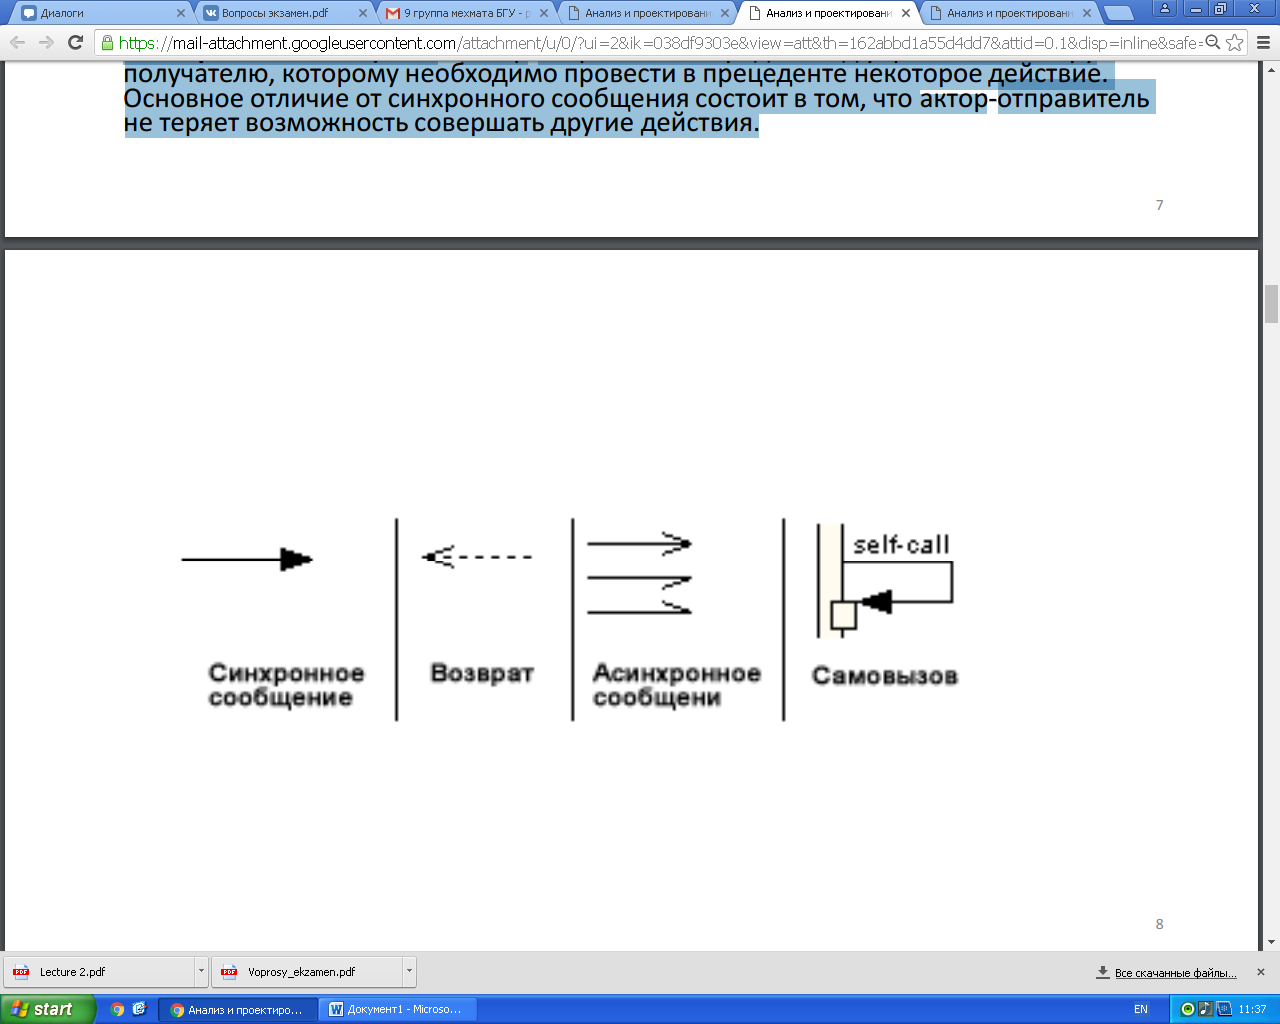 Диалоги
Вопросы экзамен.pdf
9 группа мехмата БГУ - р
Анализ и проектировани
Анализ и проектировани
Анализ и проектировани
https://mail-attachment.googleusercontent.com/attachment/u/0/?ui=2&ik=038df9303e&view=att&th=162abbd1a55d4dd7&attid=0.1&disp=inline&safe=
получателю, которому необходимо провести в прецеденте некоторое действие.
Основное отличие от синхронного сообщения состоит в том, что актор-отправитель
не теряет возможность совершать другие действия.
7
self-call
Синхронное
сообщение
Возврат
Асинхронное
сообщени
Самовызов
8
Lecture 2.pdf
Voprosy_ekzamen.pdf
Все скачанные файлы...
start
Анализ и проектиро...
Документ1 - Microso...
EN
11:37